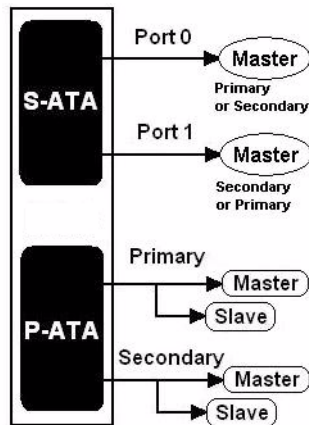 Port 0
Master
Primary
or Secondary
S-ATA
Port 1
Master
Secondary
or Primary
Primary
Master
Slave
P-ATA
Secondary
Master
Slave